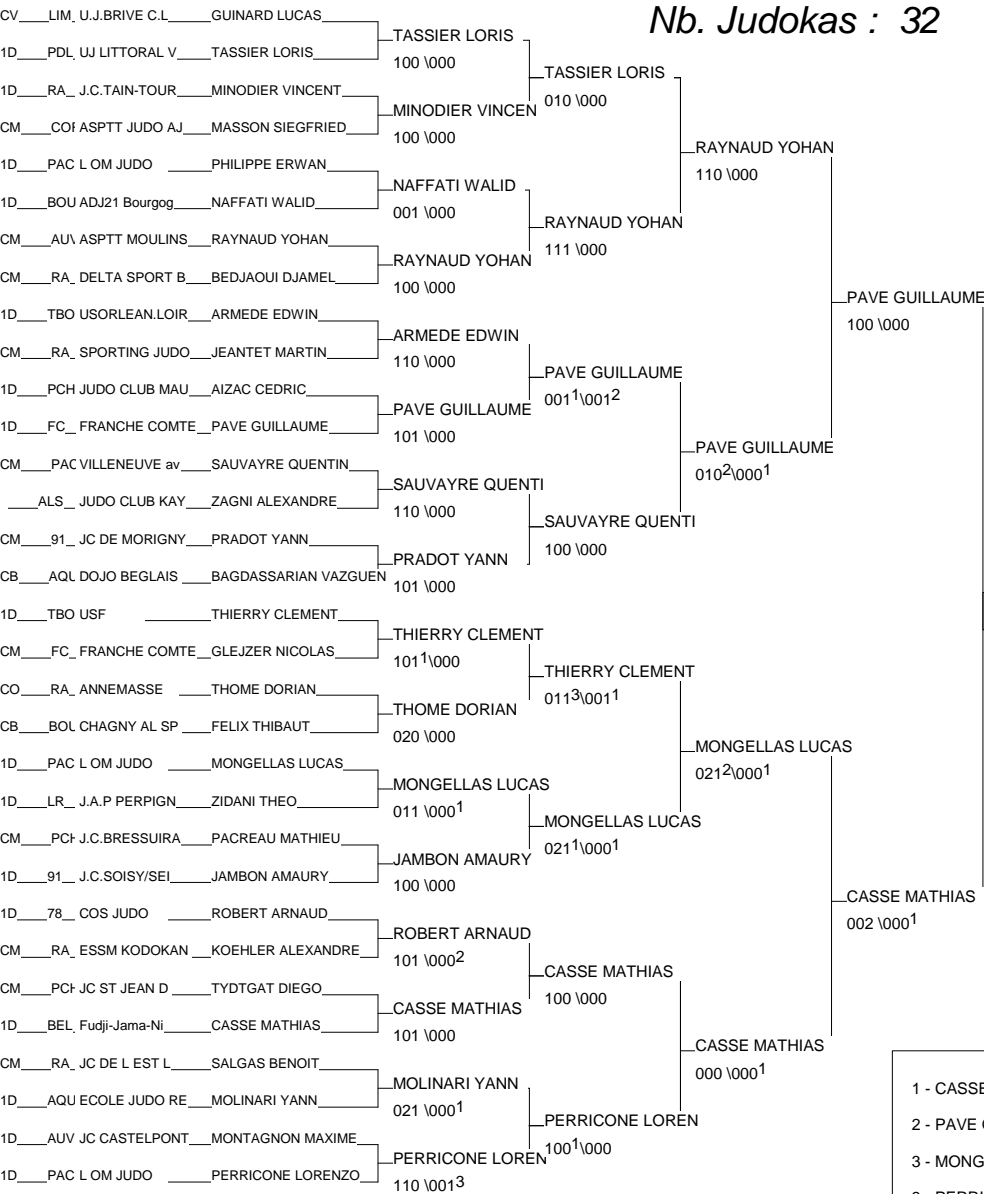 Nb. Judokas : 32
CV LIM U.J.BRIVE C.L GUINARD LUCAS
1D PDL UJ LITTORAL V TASSIER LORIS
1D RA J.C.TAIN-TOUR MINODIER VINCENT
CM ASPTT JUDO AJ MASSON SIEGFRIED
1D PAC L OM JUDO PHILIPPE ERWAN
1D BOU ADJ21 Bourgog NAFFATI WALID
CM ASPTT MOULINS RAYNAUD YOHAN
CM RA DELTA SPORT B BEDJAOUI DJAMEL
1D TBO USORLEAN.LOIR ARMEDE EDWIN
CM RA SPORTING JUDO JEANTET MARTIN
1D PCH JUDO CLUB MAU AIZAC CEDRIC
1D FC FRANCHE COMTE PAVE GUILLAUME
CM PAC VILLENEUVE av SAUVAYRE QUENTIN
ALS JUDO CLUB KAY ZAGNI ALEXANDRE
CM 91 JC DE MORIGNY PRADOT YANN
CB DOJO BEGLAIS BAGDASSARIAN VAZGUEN
1D TBO USF THIERRY CLEMENT
CM FC FRANCHE COMTE GLEJZER NICOLAS
CO RA ANNEMASSE THOME DORIAN
CB CHAGNY AL SP FELIX THIBAUT
1D PAC L OM JUDO MONGELLAS LUCAS
1D LR J.A.P PERPIGN ZIDANI THEO
CM J.C.BRESSUIRA PACREAU MATHIEU
1D 91 J.C.SOISY/SEI JAMBON AMAURY
1D 78 COS JUDO ROBERT ARNAUD
CM RA ESSM KODOKAN KOEHLER ALEXANDRE
CM JC ST JEAN D TYDTGAT DIEGO
1D BEL Fudji-Jama-Ni CASSE MATHIAS
CM RA JC DE L EST L SALGAS BENOIT
1D AQU ECOLE JUDO RE MOLINARI YANN
1D AUV JC CASTELPONT MONTAGNON MAXIME
1D PAC L OM JUDO PERRICONE LORENZO
TASSIER LORIS
100 \000
MINODIER VINCEN
100 \000
NAFFATI WALID
001 \000
RAYNAUD YOHAN
100 \000
ARMEDE EDWIN
110 \000
PAVE GUILLAUME
101 \000
SAUVAYRE QUENTI
110 \000
PRADOT YANN
101 \000
THIERRY CLEMENT
101¹\000
THOME DORIAN
020 \000
MONGELLAS LUCAS
011 \000¹
JAMBON AMAURY
100 \000
ROBERT ARNAUD
101 \000²
CASSE MATHIAS
101 \000
MOLINARI YANN
021 \000¹
PERRICONE LOREN
110 \001³
TASSIER LORIS
010 \000
RAYNAUD YOHAN
111 \000
PAVE GUILLAUME
001¹\001²
SAUVAYRE QUENTI
100 \000
THIERRY CLEMENT
011³\001¹
MONGELLAS LUCAS
021¹\000¹
CASSE MATHIAS
100 \000
PERRICONE LOREN
100¹\000
RAYNAUD YOHAN
110 \000
PAVE GUILLAUME
010²\000¹
MONGELLAS LUCAS
021²\000¹
CASSE MATHIAS
000 \000¹
PAVE GUILLAUME
100 \000
CASSE MATHIAS
002 \000¹
1 - CASSE
2 - PAVE
3 - MONG